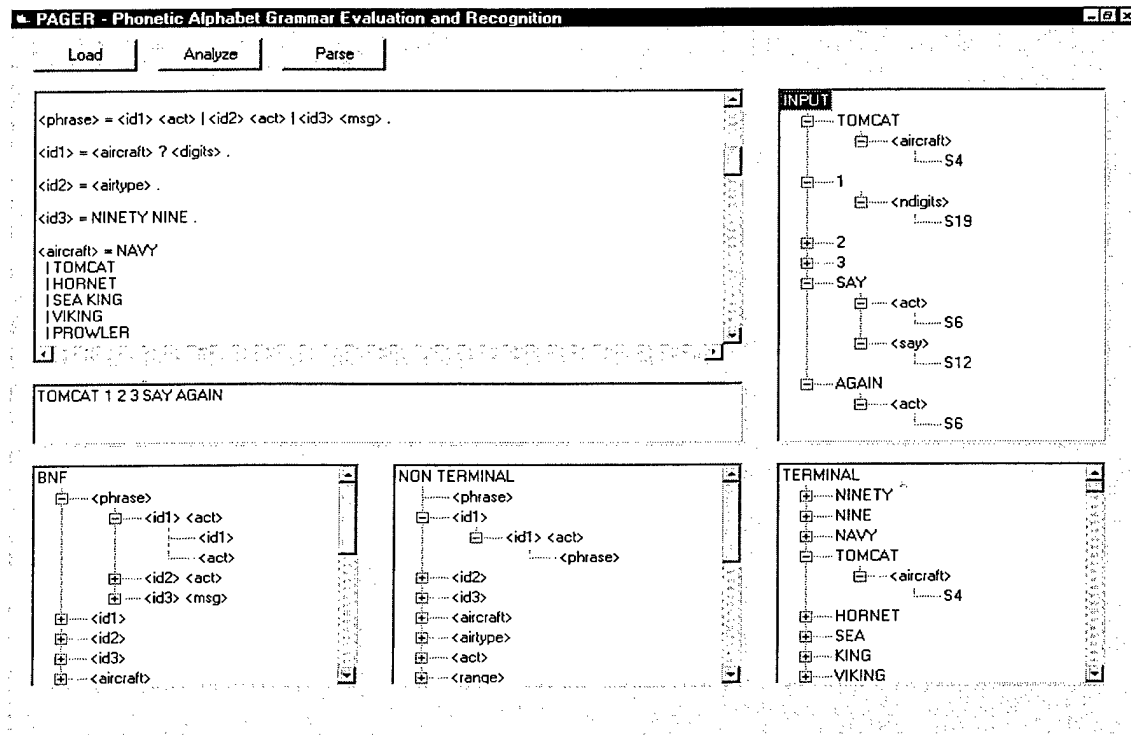 PAGER - Phonetic Alphabet Grammar Evaluation and Recognition
Load Analyze Parse
<phrase> = <id1> <act> | <id2> <act> | <id3> <msg> .
<id1> = <aircraft> ? <digits> .
<id2> = <airtype> .
<id3> = NINETY NINE .
<aircraft> = NAVY
| TOMCAT
| HORNET
| SEA KING
| VIKING
| PROWLER
TOMCAT 1 2 3 SAY AGAIN
INPUT
TOMCAT
<aircraft>
S4
1
<ndigits>
S19
2
3
SAY
<act>
S6
<say>
S12
AGAIN
<act>
S6
BNF
<phrase>
<id1> <act>
<id1>
<act>
<id2> <act>
<id3> <msg>
<id1>
<id2>
<id3>
<aircraft>
NON TERMINAL
<phrase>
<id1>
<id1> <act>
<phrase>
<id2>
<id3>
<aircraft>
<airtype>
<act>
<range>
TERMINAL
NINETY
NINE
NAVY
TOMCAT
<aircraft>
S4
HORNET
SEA
KING
VIKING